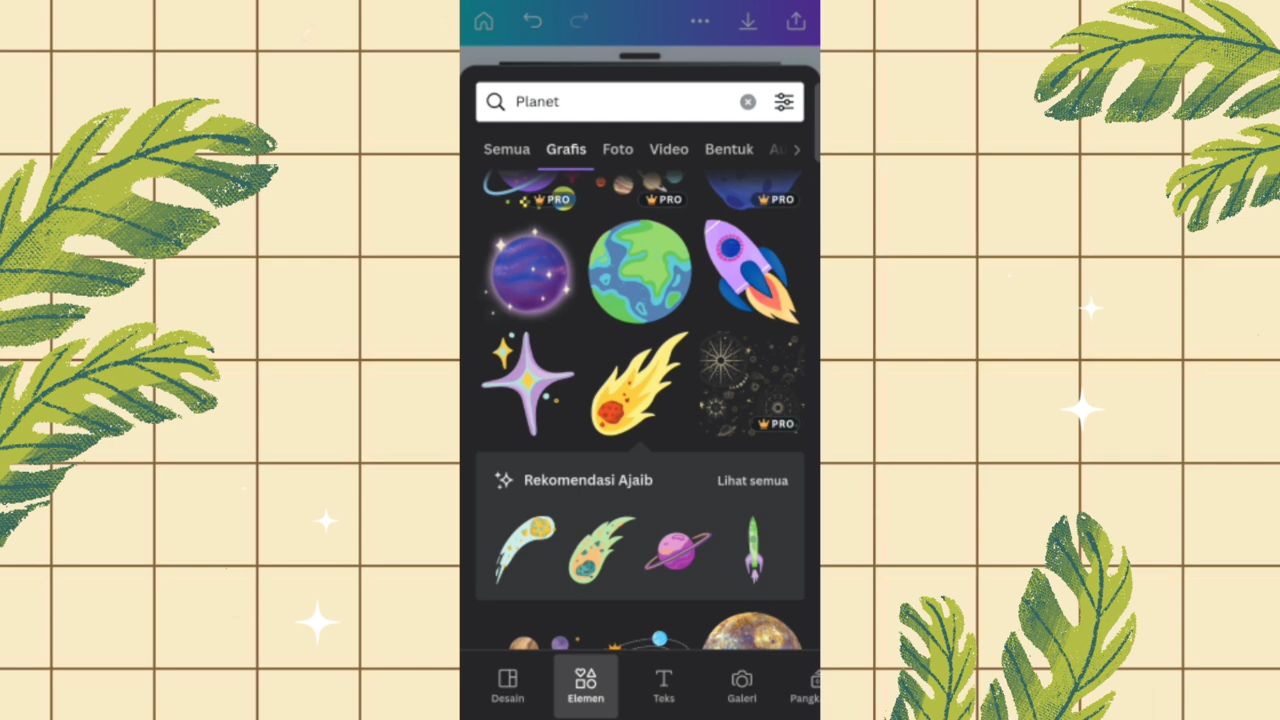 Planet
Semua Grafis Foto Video Bentuk
PRO PRO PRO
PRO
Rekomendasi Ajaib Lihat semua
Desain Elemen Teks Galeri